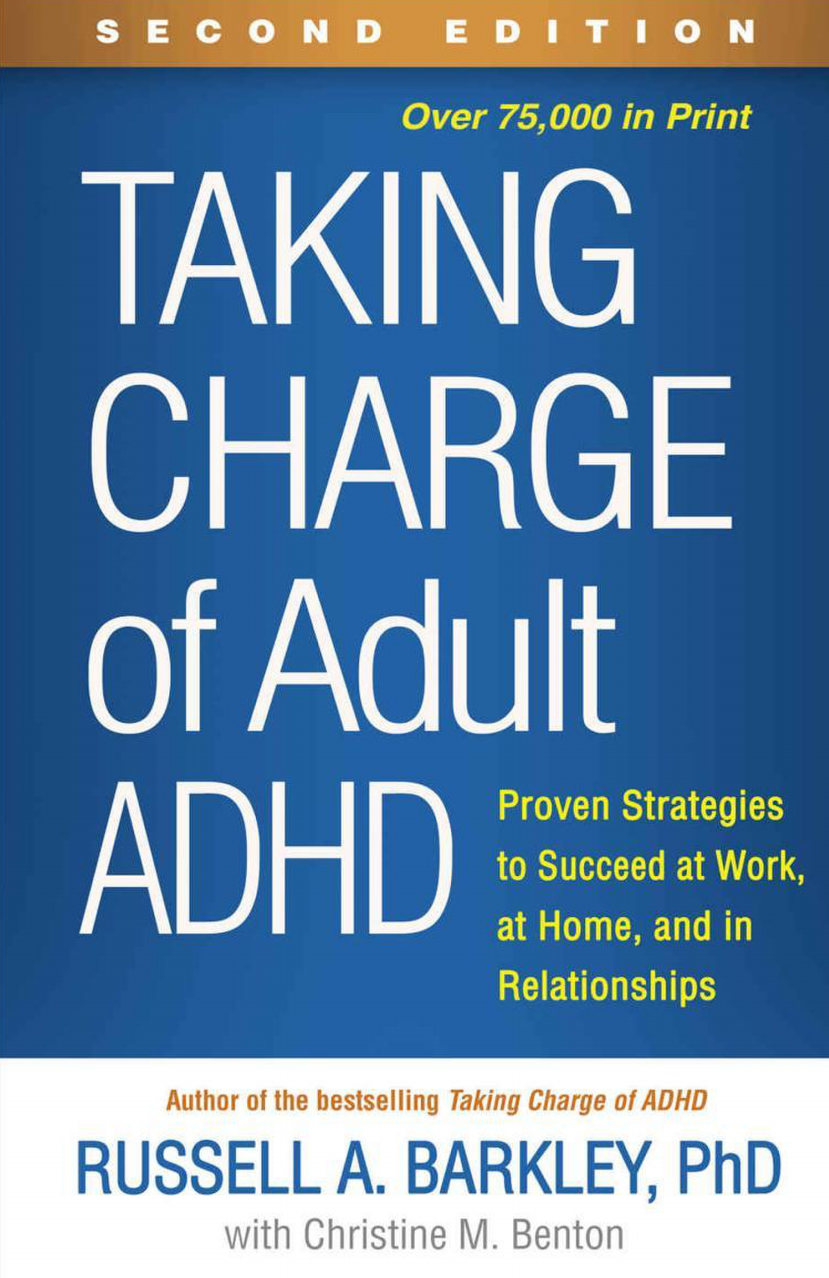 SECOND EDITION
Over 75,000 in Print
TAKING
CHARGE
of Adult
ADHD
Proven Strategies
to Succeed at Work,
at Home, and in
Relationships
Author of the bestselling Taking Charge of ADHD
RUSSELL A. BARKLEY, PhD
with Christine M. Benton